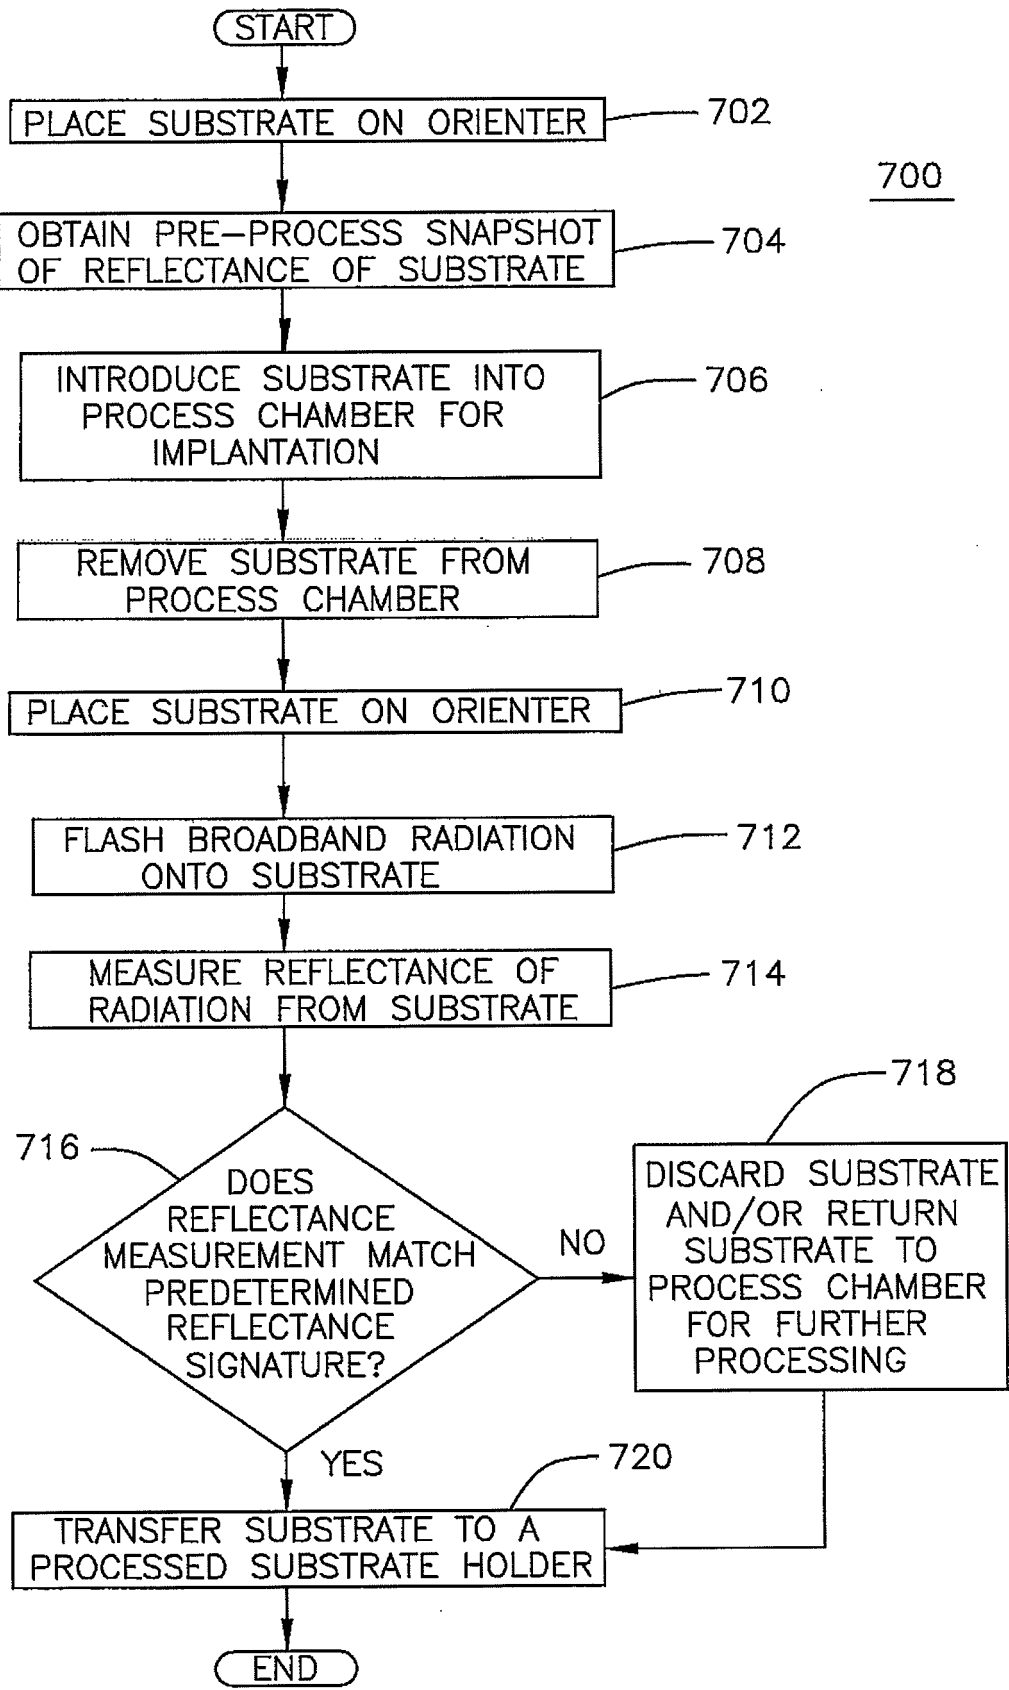 START
PLACE SUBSTRATE ON ORIENTER
702
700
OBTAIN PRE-PROCESS SNAPSHOT
OF REFLECTANCE OF SUBSTRATE
704
INTRODUCE SUBSTRATE INTO
PROCESS CHAMBER FOR
IMPLANTATION
706
REMOVE SUBSTRATE FROM
PROCESS CHAMBER
708
PLACE SUBSTRATE ON ORIENTER
710
FLASH BROADBAND RADIATION
ONTO SUBSTRATE
712
MEASURE REFLECTANCE OF
RADIATION FROM SUBSTRATE
714
716
DOES
REFLECTANCE
MEASUREMENT MATCH
PREDETERMINED
REFLECTANCE
SIGNATURE?
NO
718
DISCARD SUBSTRATE
AND/OR RETURN
SUBSTRATE TO
PROCESS CHAMBER
FOR FURTHER
PROCESSING
YES
720
TRANSFER SUBSTRATE TO A
PROCESSED SUBSTRATE HOLDER
END